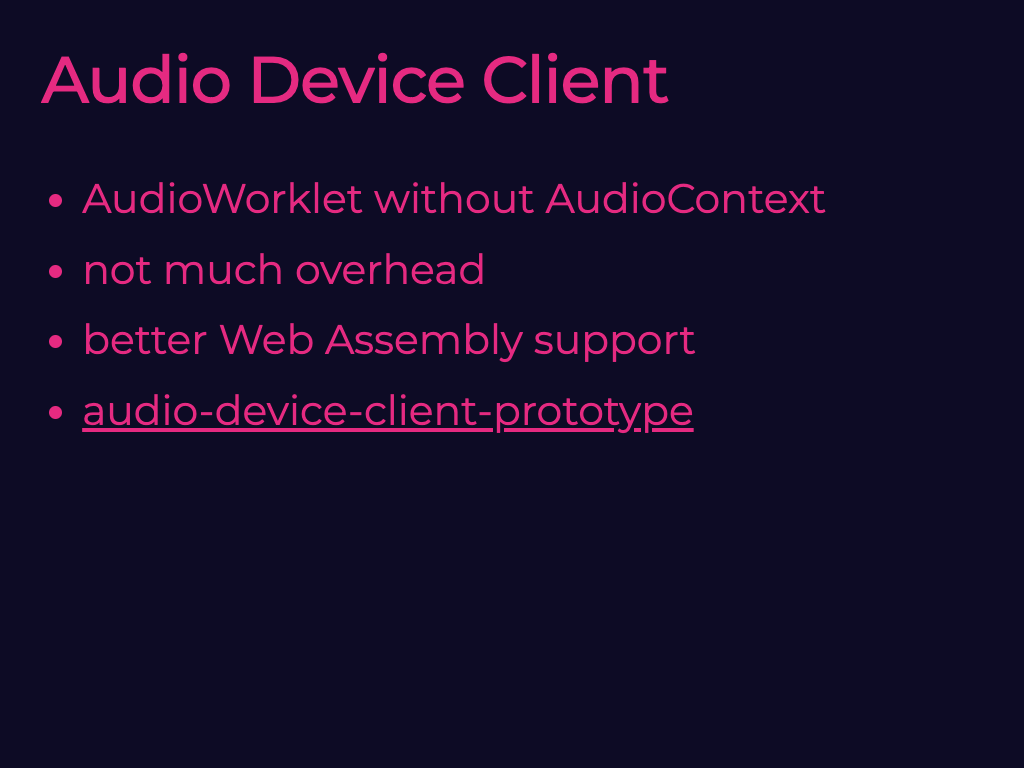 Audio Device Client
AudioWorklet without AudioContext
not much overhead
better Web Assembly support
audio-device-client-prototype